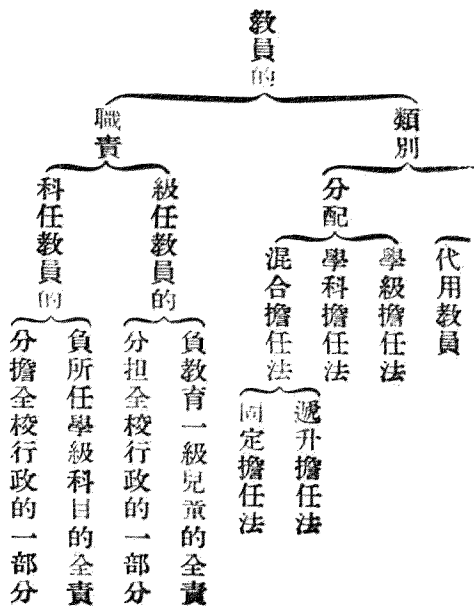 教員的
類別
代用教員
分配
學級擔任法
學科擔任法
混合擔任法
遞升擔任法
固定擔任法
職責
級任教員的
負教育一級兒童的全責
分担全校行政的一部分
科任教員的
負所任學級科目的全責
分擔全校行政的一部分